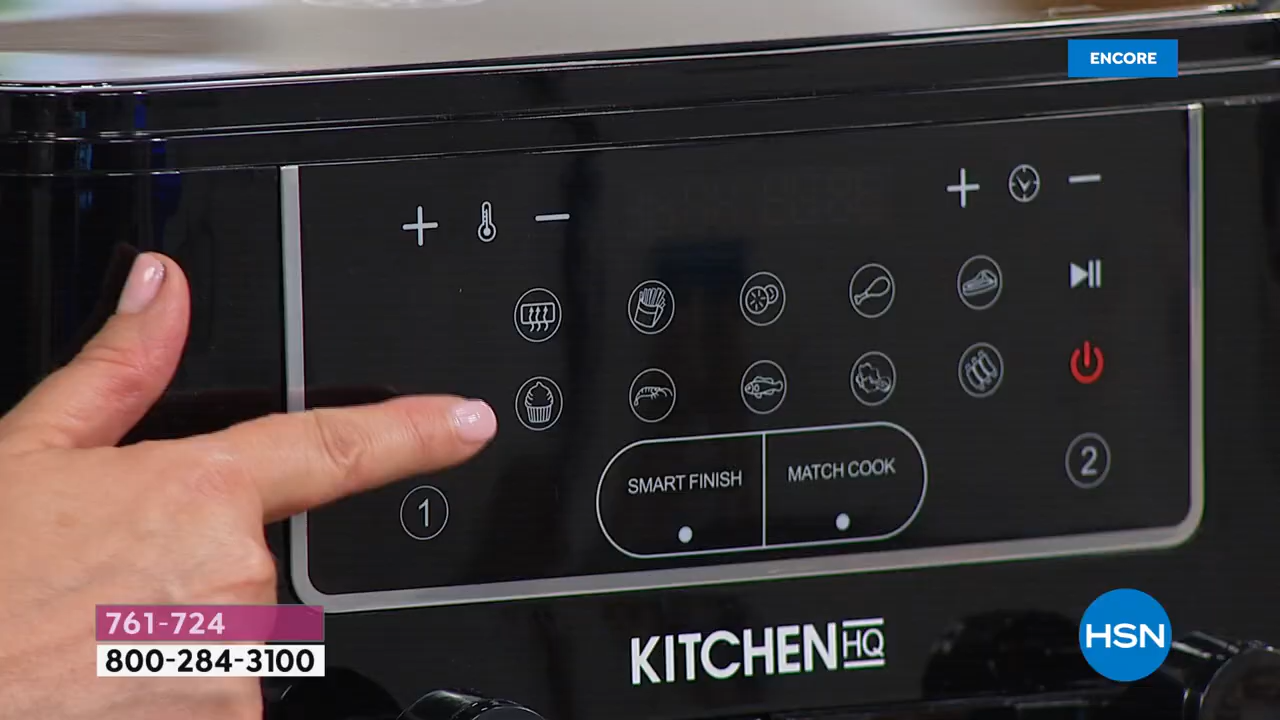 ENCORE
SMART FINISH
MATCH COOK
1
2
761-724
800-284-3100
KITCHEN HQ
HSN